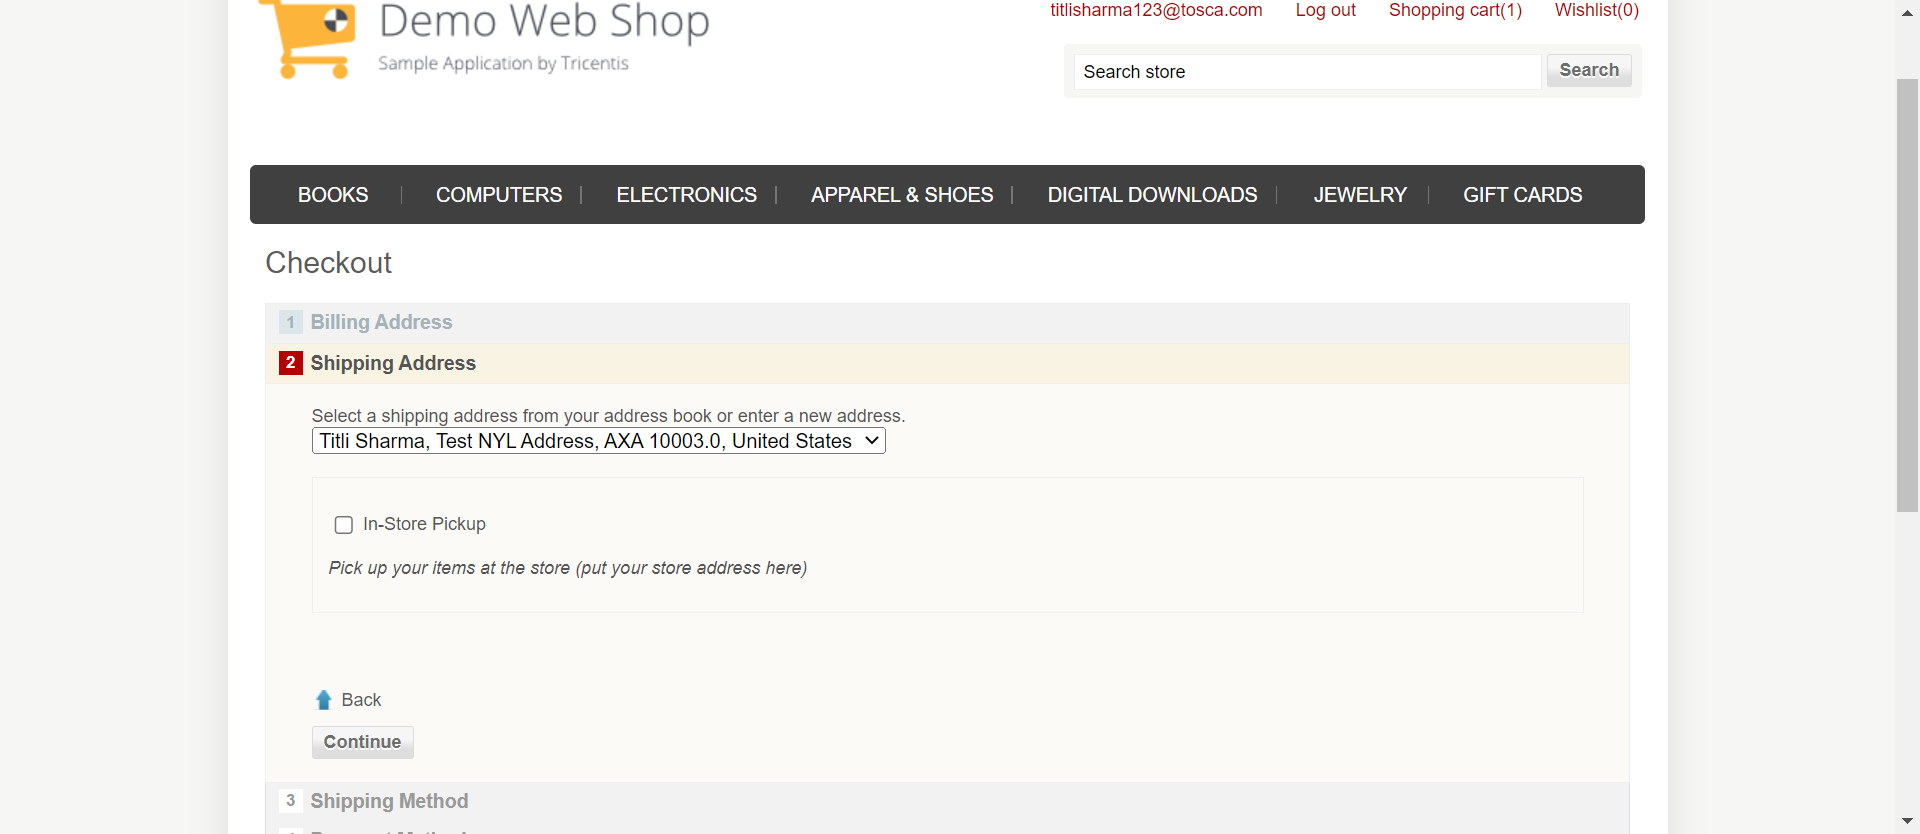 Demo Web Shop
Sample Application by Tricentis
titlisharma123@tosca.com Log out Shopping cart(1) Wishlist(0)
Search store Search
BOOKS COMPUTERS ELECTRONICS APPAREL & SHOES DIGITAL DOWNLOADS JEWELRY GIFT CARDS
Checkout
1 Billing Address
2 Shipping Address
Select a shipping address from your address book or enter a new address.
Titli Sharma, Test NYL Address, AXA 10003.0, United States
In-Store Pickup
Pick up your items at the store (put your store address here)
Back
Continue
3 Shipping Method